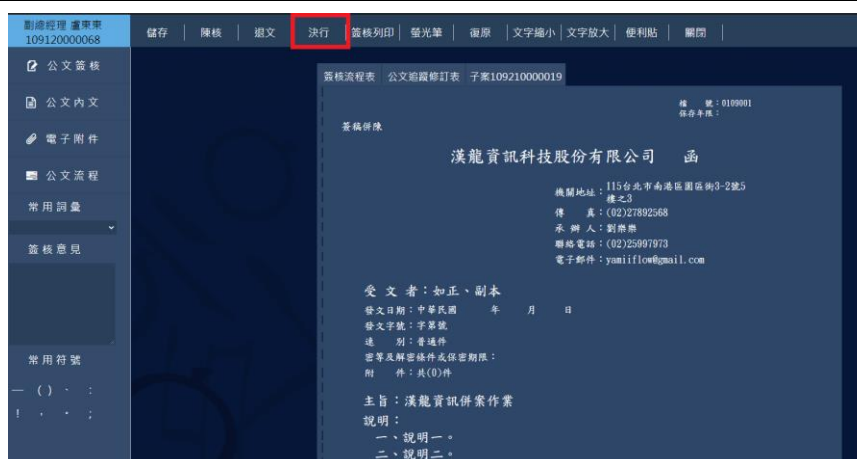 副總經理 盧東東
109120000068
儲存 陳核 退文 決行 簽核列印 螢光筆 復原 文字縮小 文字放大 便利貼 關閉
公文簽核
公文內文
電子附件
公文流程
常用詞彙
簽核意見
常用符號
— ( ) 、 :
! , ・ ;
簽核流程表 公文追蹤修訂表 子案109210000019
檔 號:0109001
保存年限:
簽稿併陳
漢龍資訊科技股份有限公司 函
機關地址:115台北市南港區園區街3-2號5
樓之3
傳 真:(02)27892568
承 辦 人:劉樂樂
聯絡電話:(02)25997973
電子郵件:yamiiflow@gmail.com
受 文 者:如正、副本
發文日期:中華民國 年 月 日
發文字號:字第號
速 別:普通件
密等及解密條件或保密期限:
附 件:共(0)件
主旨:漢龍資訊併案作業
說明:
一、說明一。
二、說明二。